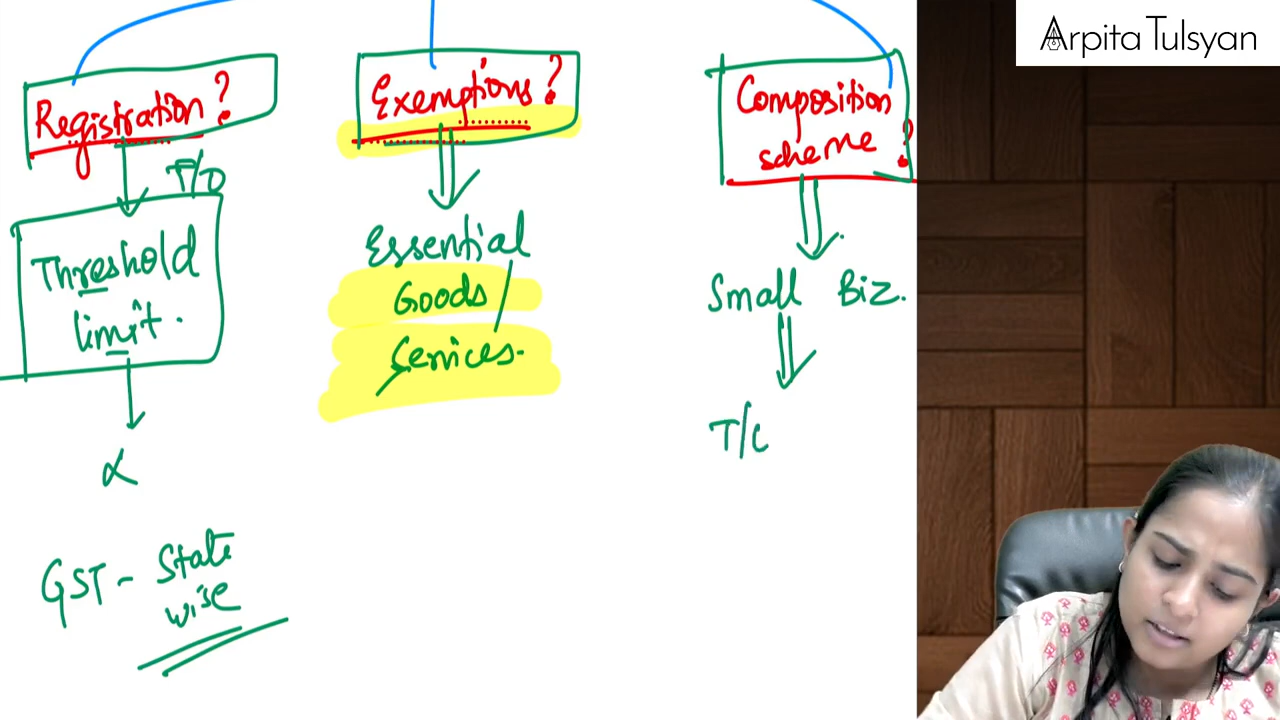 Arpita Tulsyan
Registration?
T/O
Threshold
limit.
GST - State
wise
Exemptions?
Essential
Goods /
Services.
Composition
scheme?
Small Biz.
T/C